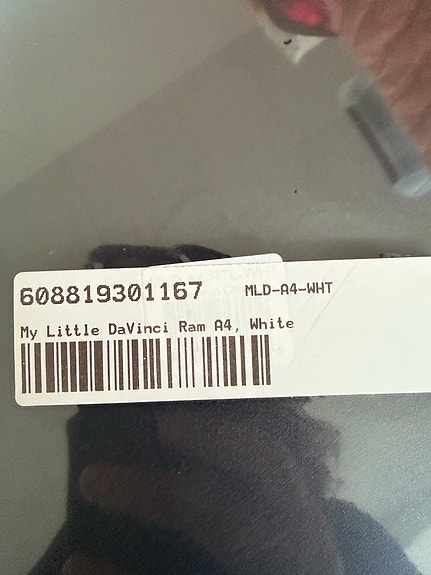 608819301167 MLD-A4-WHT
My Little DaVinci Ram A4, White